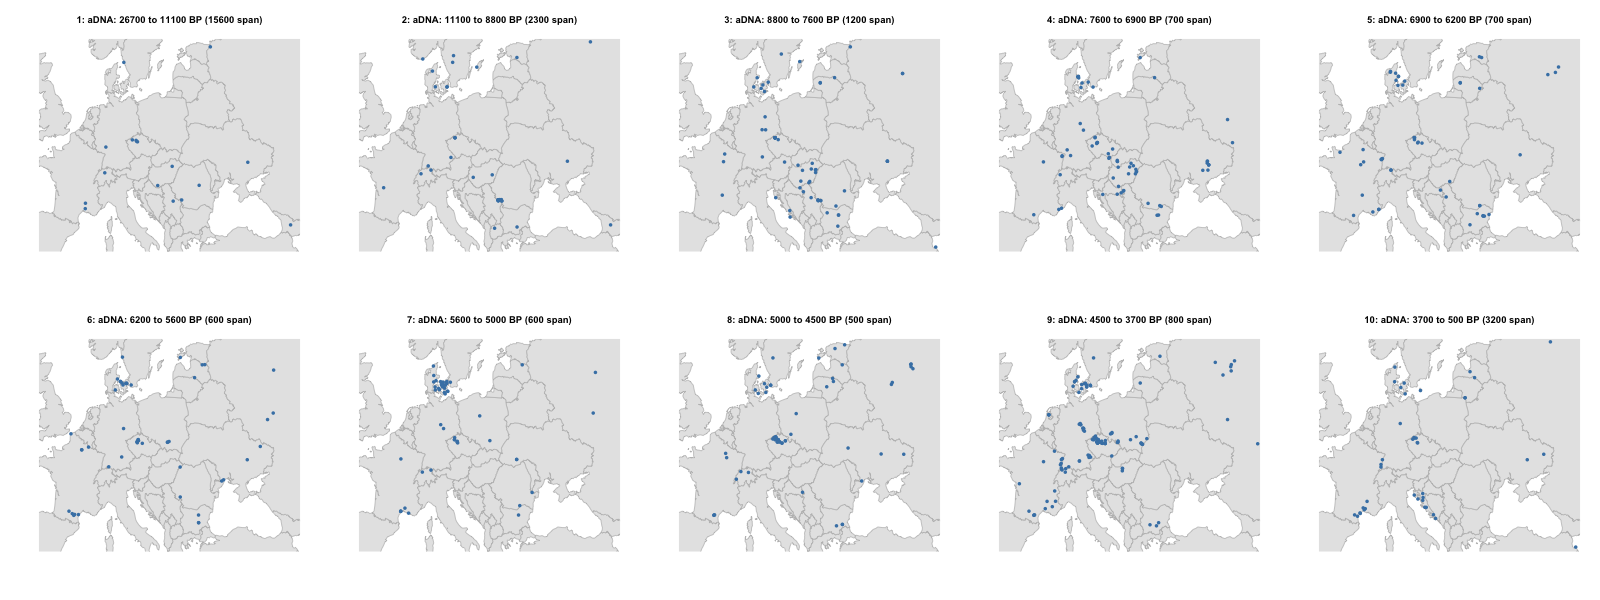 1: aDNA: 26700 to 11100 BP (15600 span)
2: aDNA: 11100 to 8800 BP (2300 span)
3: aDNA: 8800 to 7600 BP (1200 span)
4: aDNA: 7600 to 6900 BP (700 span)
5: aDNA: 6900 to 6200 BP (700 span)
6: aDNA: 6200 to 5600 BP (600 span)
7: aDNA: 5600 to 5000 BP (600 span)
8: aDNA: 5000 to 4500 BP (500 span)
9: aDNA: 4500 to 3700 BP (800 span)
10: aDNA: 3700 to 500 BP (3200 span)